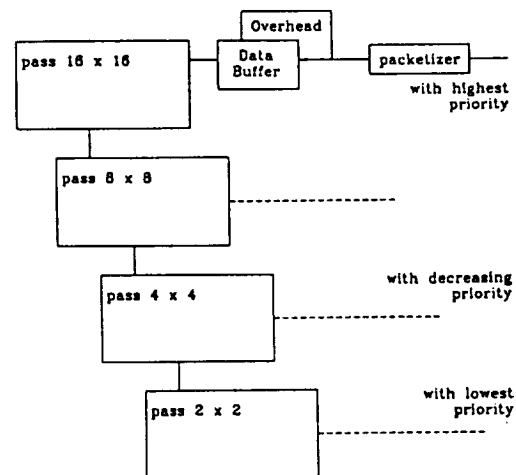 Overhead
pass 16 x 16
Data
Buffer
packetizer
with highest
priority
pass 8 x 8
pass 4 x 4
with decreasing
priority
pass 2 x 2
with lowest
priority